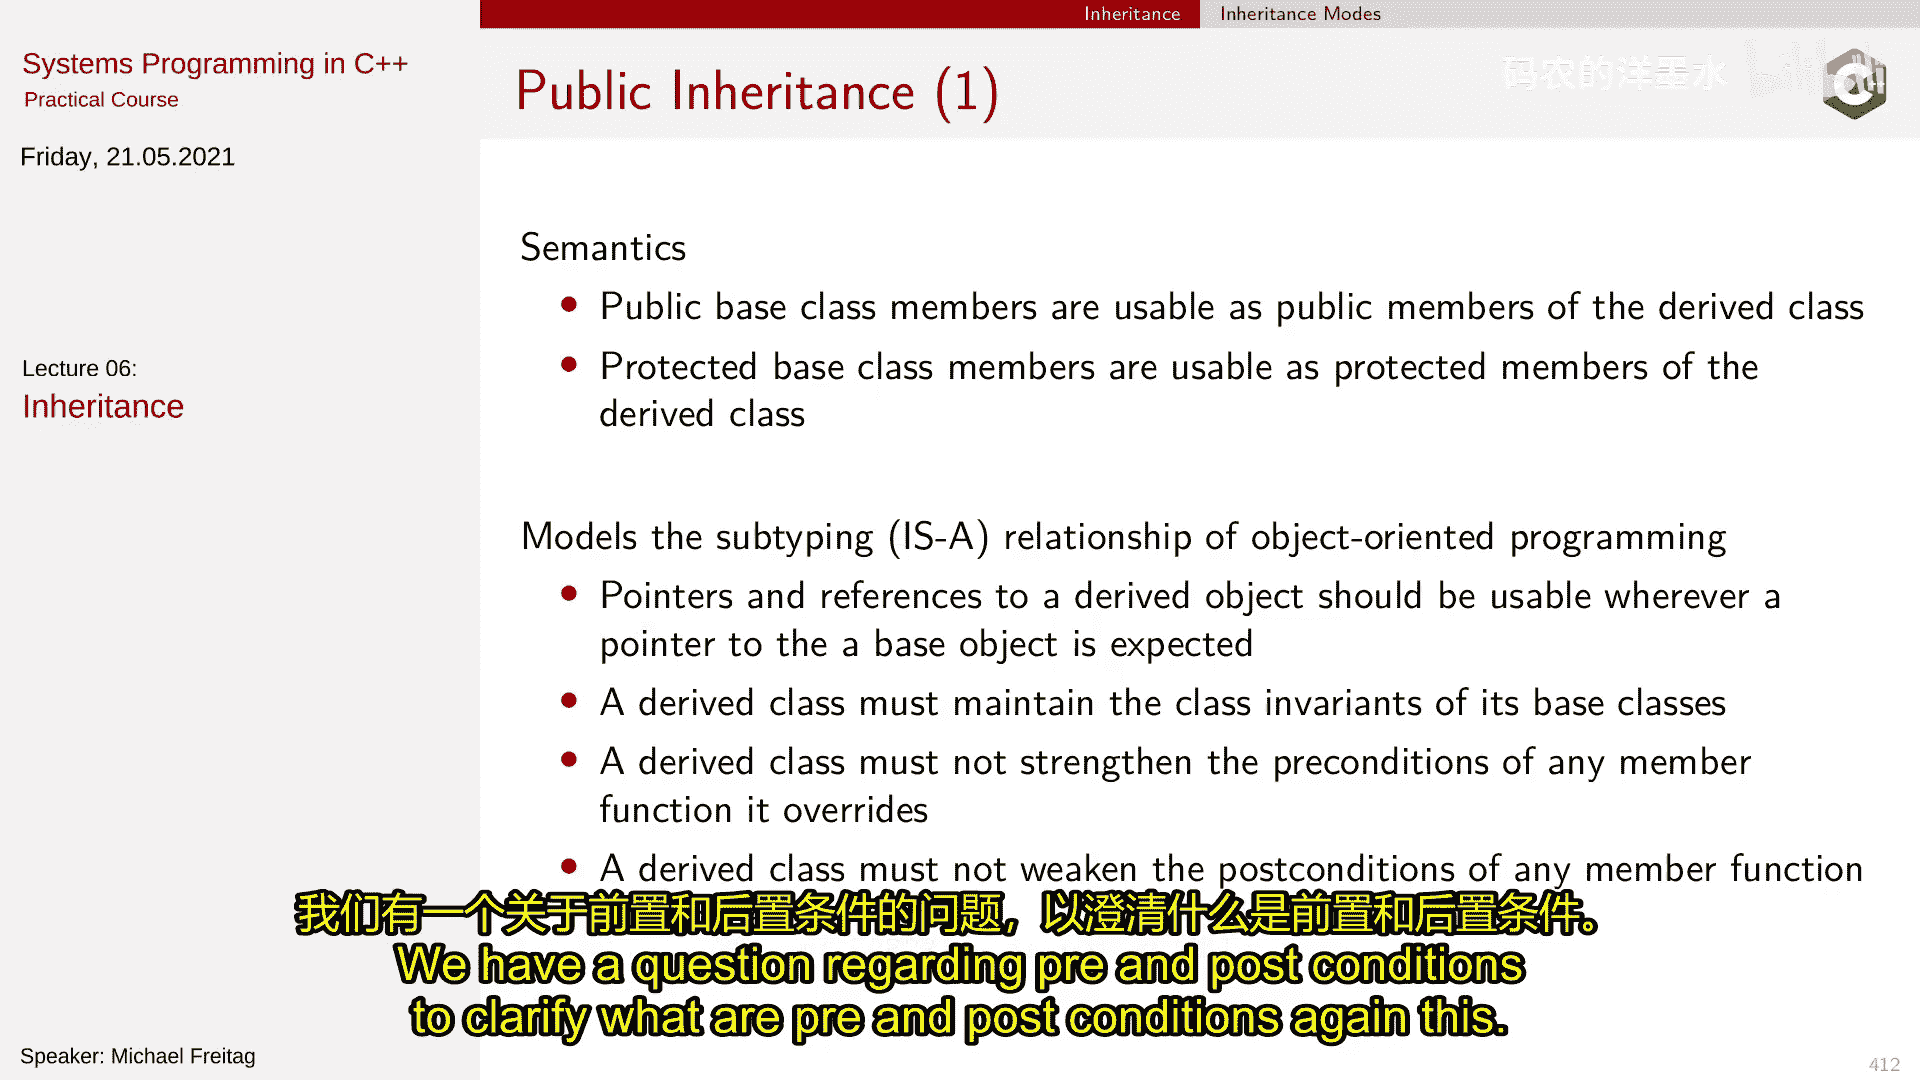 Inheritance
Inheritance Modes
Systems Programming in C++
Practical Course
Friday, 21.05.2021
Public Inheritance (1)
码农的洋墨水
Semantics
Public base class members are usable as public members of the derived class
Protected base class members are usable as protected members of the
derived class
Lecture 06:
Inheritance
Models the subtyping (IS-A) relationship of object-oriented programming
Pointers and references to a derived object should be usable wherever a
pointer to the a base object is expected
A derived class must maintain the class invariants of its base classes
A derived class must not strengthen the preconditions of any member
function it overrides
A derived class must not weaken the postconditions of any member function
我们有一个关于前置和后置条件的问题，以澄清什么是前置和后置条件。
We have a question regarding pre and post conditions
to clarify what are pre and post conditions again this.
Speaker: Michael Freitag
412